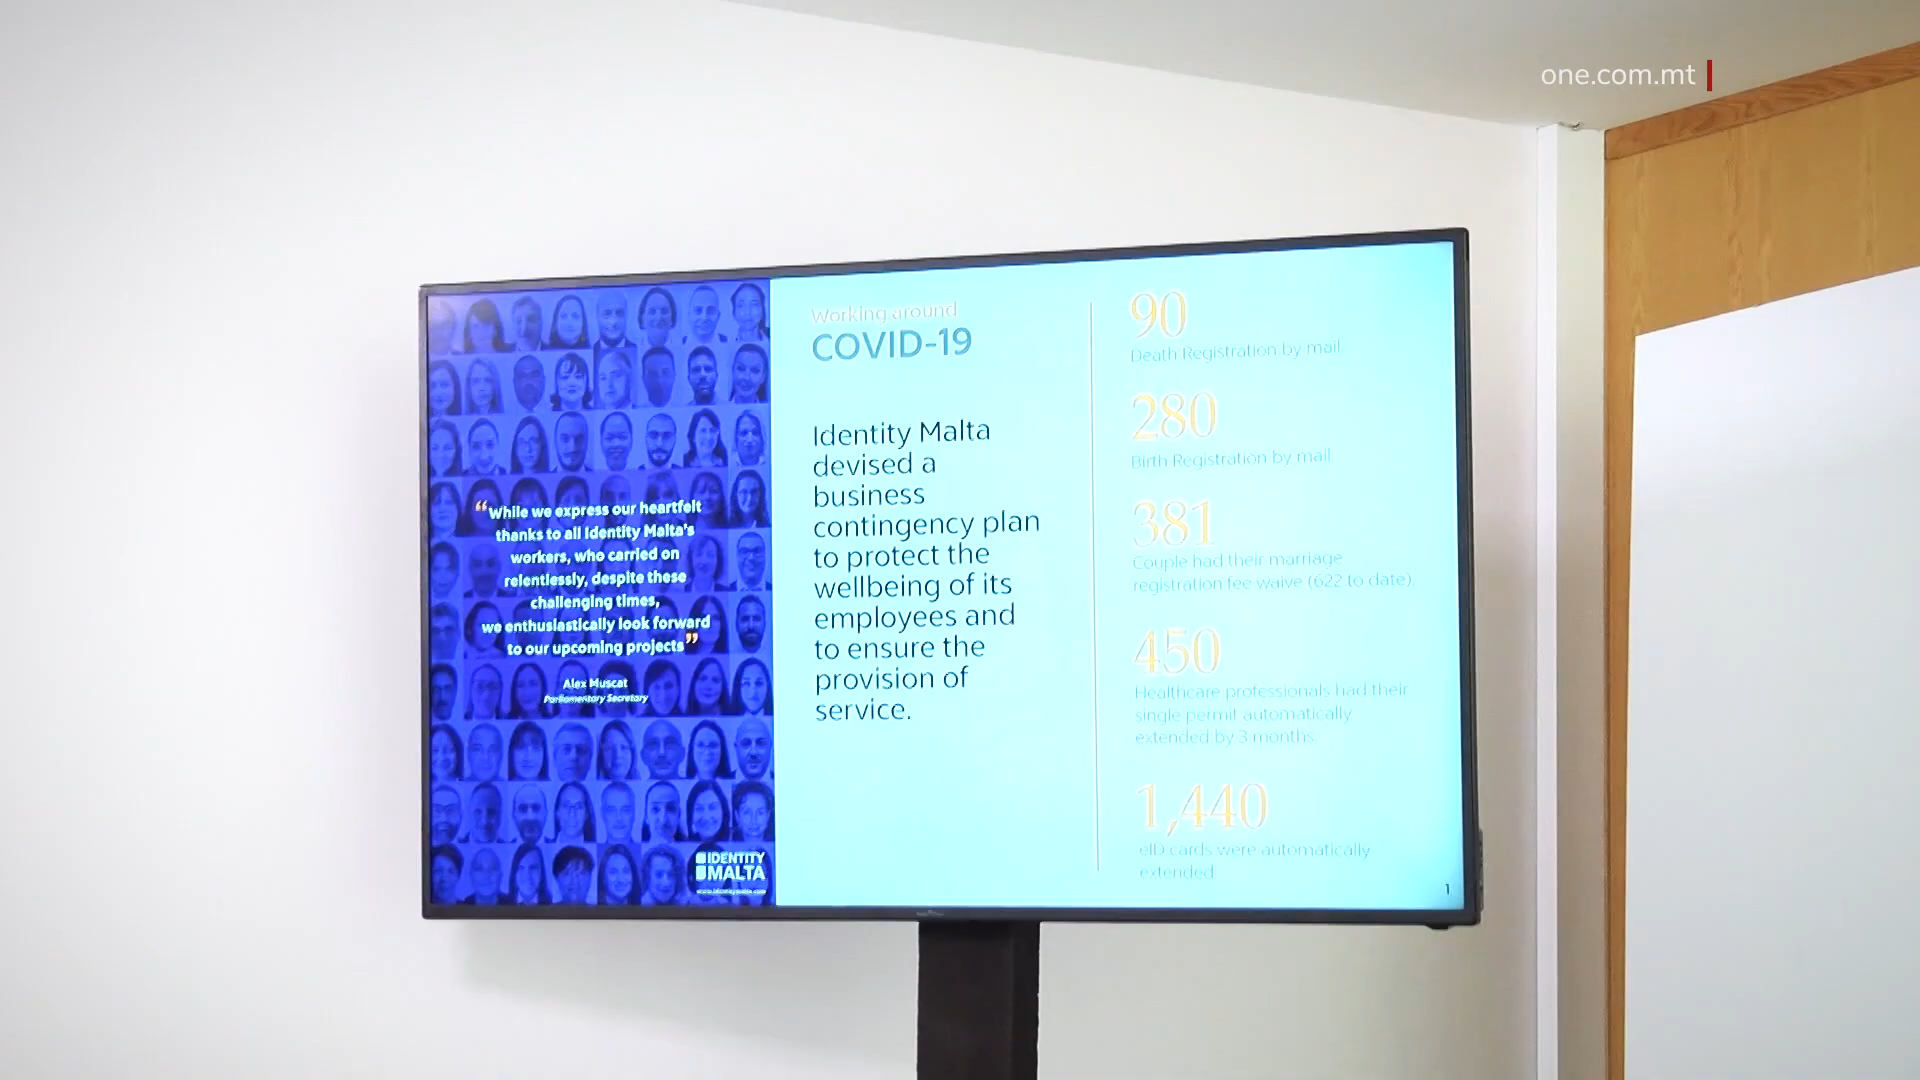 one.com.mt
“While we express our heartfelt
thanks to all Identity Malta's
workers, who carried on
relentlessly, despite these
challenging times,
we enthusiastically look forward
to our upcoming projects”
Alex Muscat
Parliamentary Secretary
IDENTITY
MALTA
www.identitymalta.com
Working around
COVID-19
Identity Malta
devised a
business
contingency plan
to protect the
wellbeing of its
employees and
to ensure the
provision of
service.
90
Death Registration by mail
280
Birth Registration by mail
381
Couple had their marriage
registration fee waive (622 to date)
450
Healthcare professionals had their
single permit automatically
extended by 3 months
1,440
eID cards were automatically
extended
1